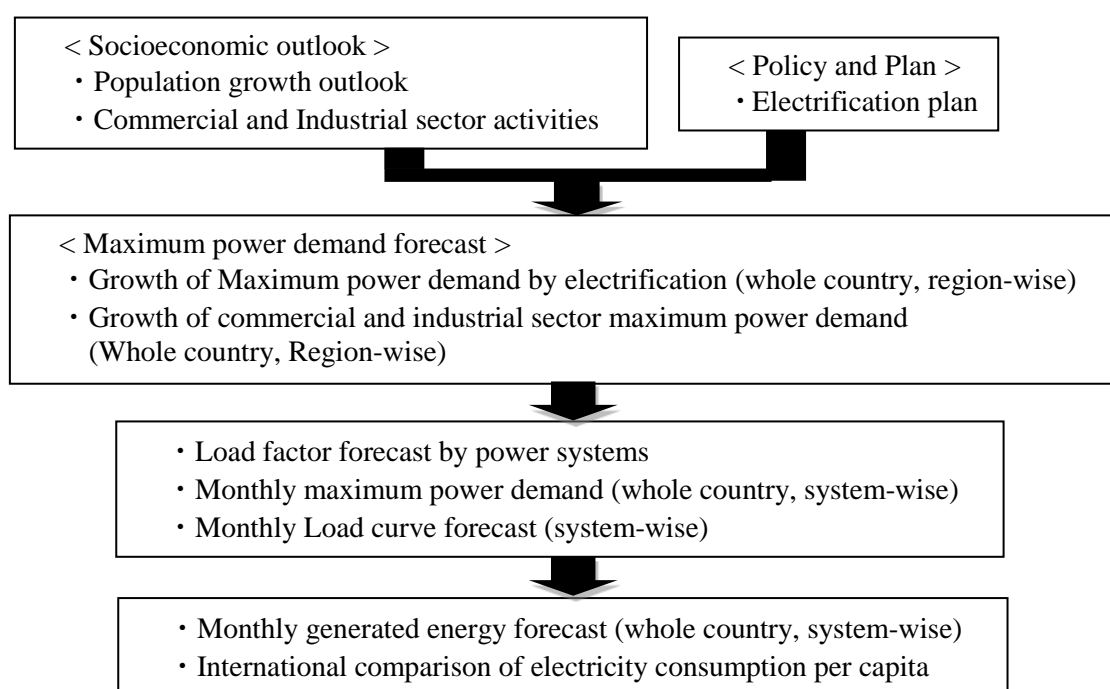 < Socioeconomic outlook >
・Population growth outlook
・Commercial and Industrial sector activities
< Policy and Plan >
・Electrification plan
< Maximum power demand forecast >
・Growth of Maximum power demand by electrification (whole country, region-wise)
・Growth of commercial and industrial sector maximum power demand
(Whole country, Region-wise)
・Load factor forecast by power systems
・Monthly maximum power demand (whole country, system-wise)
・Monthly Load curve forecast (system-wise)
・Monthly generated energy forecast (whole country, system-wise)
・International comparison of electricity consumption per capita